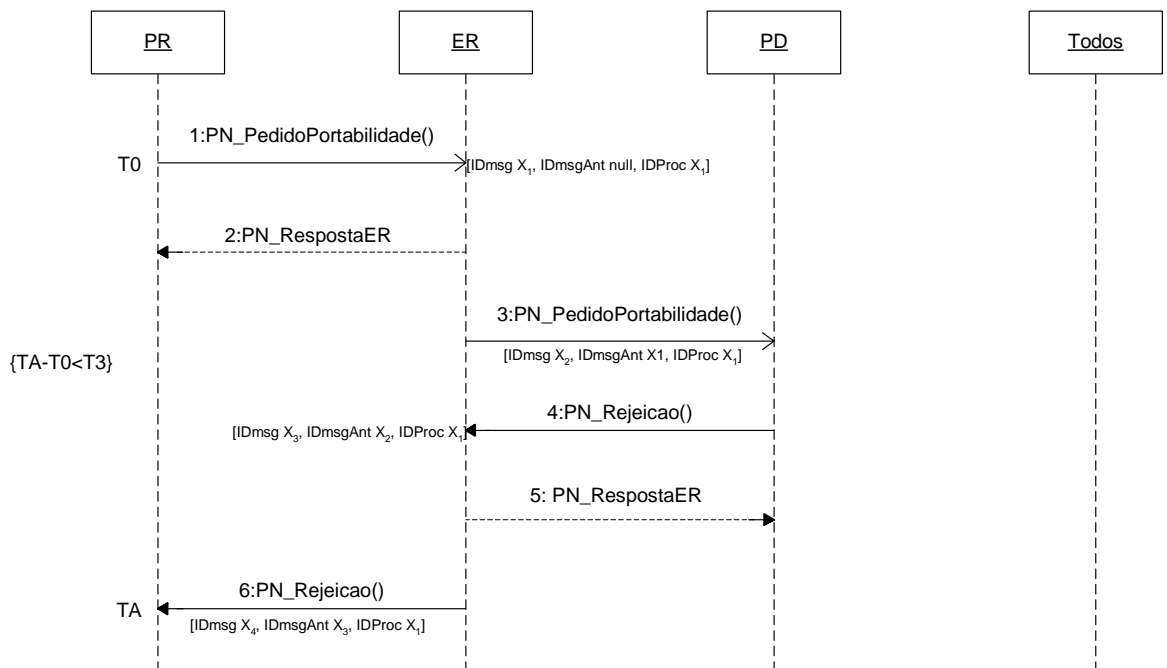 PR
ER
PD
Todos
1:PN_PedidoPortabilidade()
T0
[IDmsg X1, IDmsgAnt null, IDProc X1]
2:PN_RespostaER
3:PN_PedidoPortabilidade()
[IDmsg X2, IDmsgAnt X1, IDProc X1]
{TA-T0<T3}
4:PN_Rejeicao()
[IDmsg X3, IDmsgAnt X2, IDProc X1]
5: PN_RespostaER
6:PN_Rejeicao()
TA
[IDmsg X4, IDmsgAnt X3, IDProc X1]